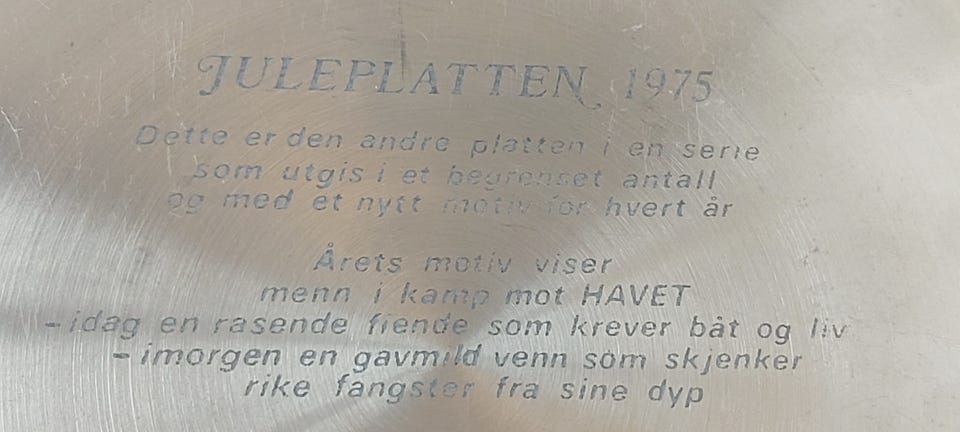 JULEPLATTEN 1975
Dette er den andre platten i en serie
som utgis i et begrenset antall
og med et nytt motiv for hvert år
Årets motiv viser
menn i kamp mot HAVET
- idag en rasende fiende som krever båt og liv
- imorgen en gavmild venn som skjenker
rike fangster fra sine dyp